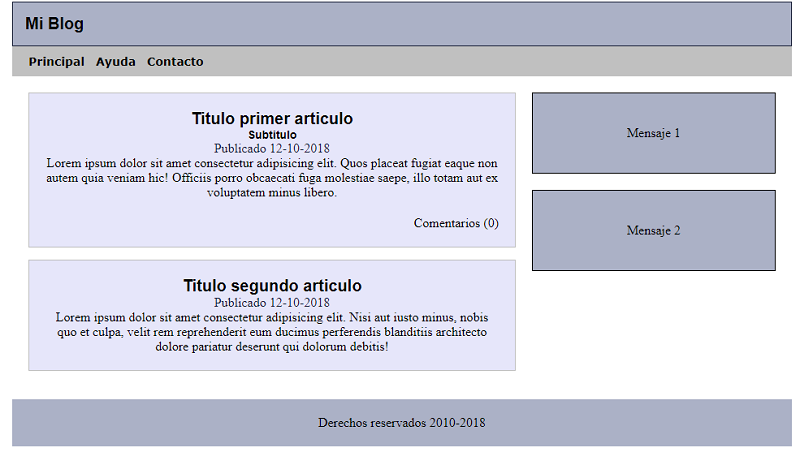 Mi Blog
Principal Ayuda Contacto
Titulo primer articulo
Subtitulo
Publicado 12-10-2018
Lorem ipsum dolor sit amet consectetur adipisicing elit. Quos placeat fugiat eaque non
autem quia veniam hic! Officiis porro obcaecati fuga molestiae saepe, illo totam aut ex
voluptatem minus libero.
Comentarios (0)
Titulo segundo articulo
Publicado 12-10-2018
Lorem ipsum dolor sit amet consectetur adipisicing elit. Nisi aut iusto minus, nobis
quo et culpa, velit rem reprehenderit eum ducimus perferendis blanditiis architecto
dolore pariatur deserunt qui dolorum debitis!
Mensaje 1
Mensaje 2
Derechos reservados 2010-2018